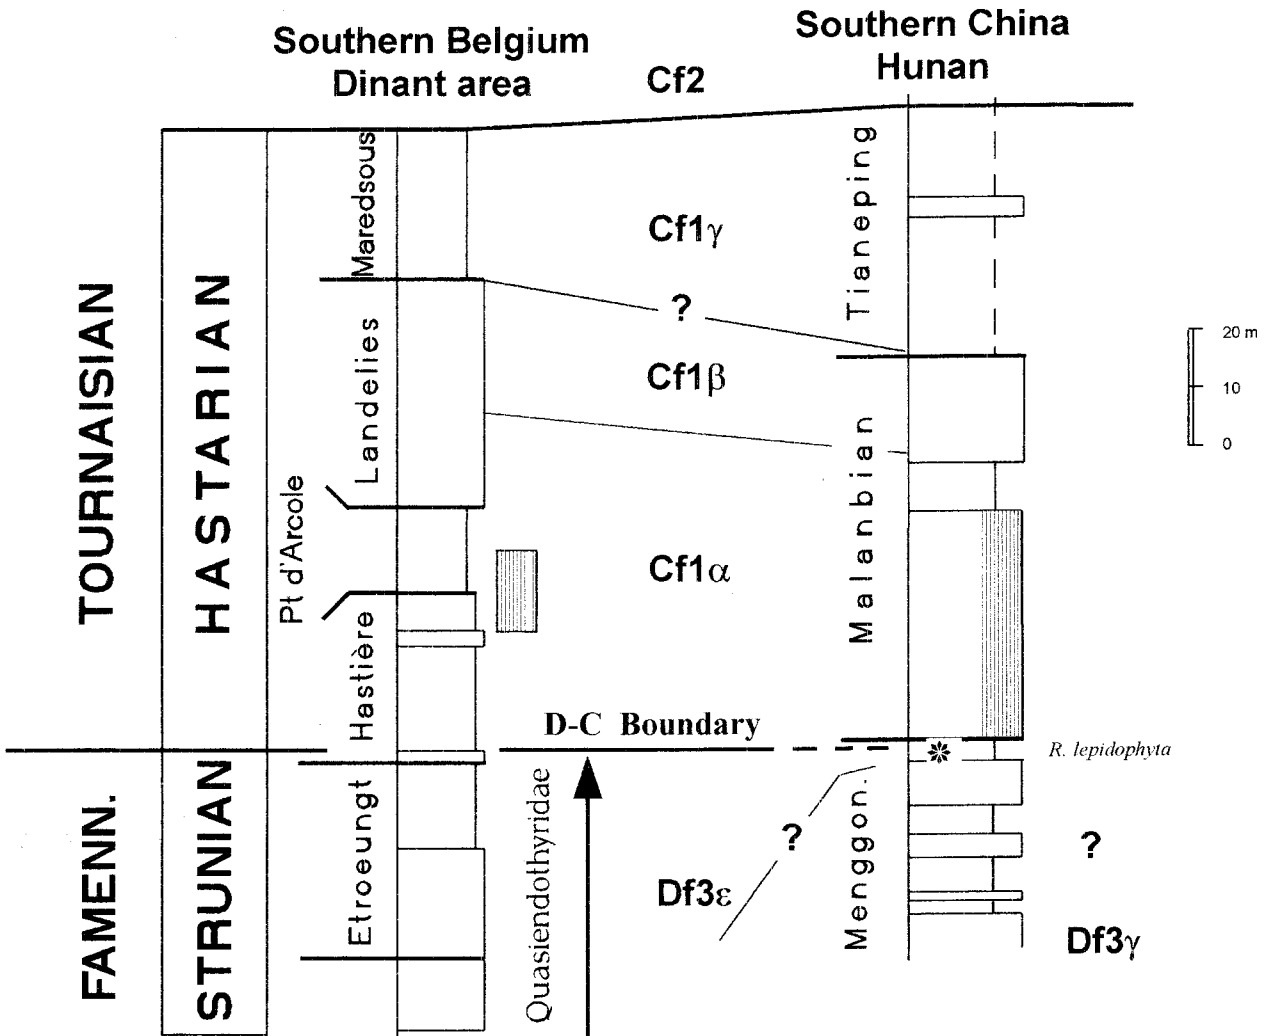 Southern Belgium
Dinant area
Southern China
Hunan
Cf2
TOURNAISIAN
HASTARIAN
Maredsous
Landelies
Pt d'Arcole
Hastière
Cf1γ
?
Cf1β
Cf1α
Tianeping
Malanbian
20 m
10
0
D-C Boundary
R. lepidophyta
FAMENN.
STRUNIAN
Etroeungt
Quasiendothyridae
?
Df3ε
Menggon.
?
Df3γ